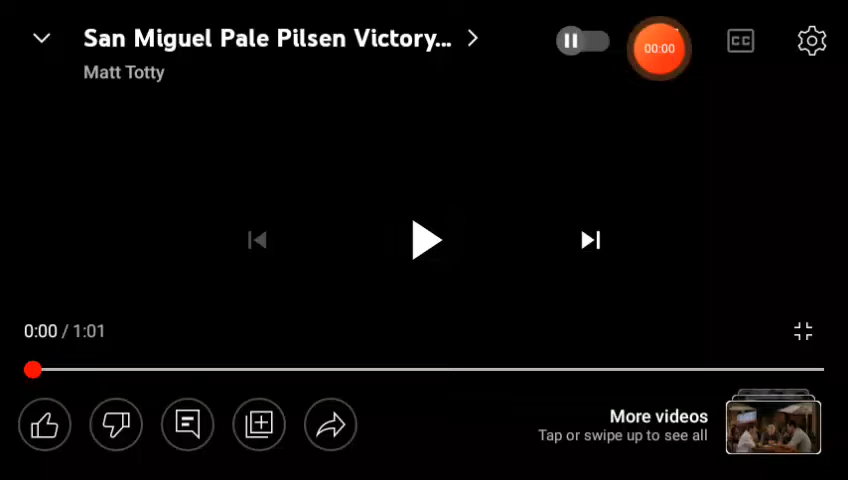 San Miguel Pale Pilsen Victory...
00:00
CC
Matt Totty
0:00 / 1:01
More videos
Tap or swipe up to see all